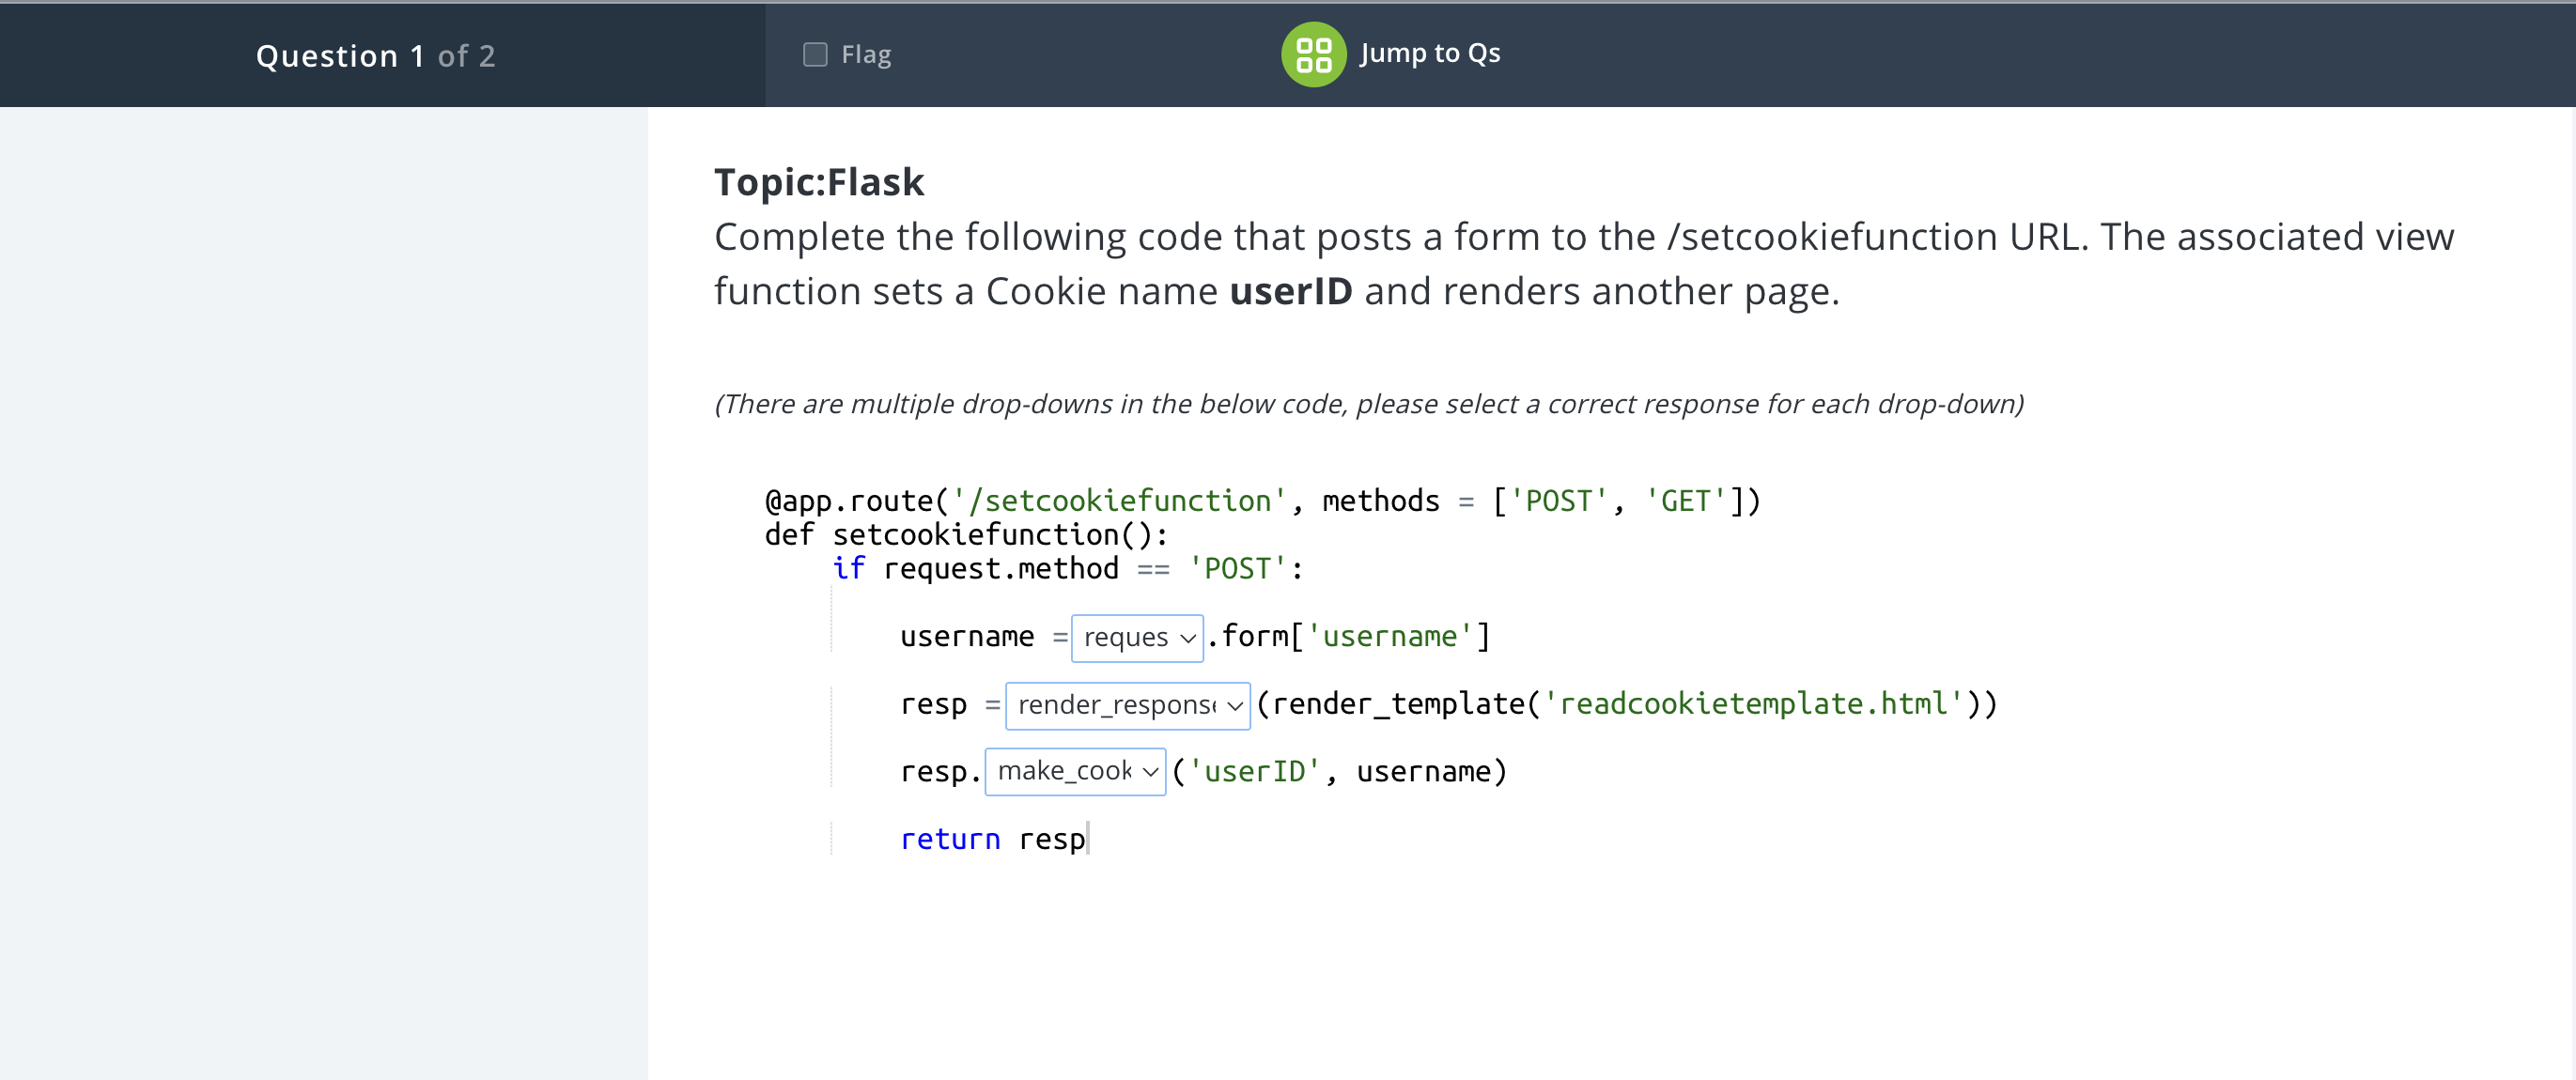 Question 1 of 2
Flag
Jump to Qs
Topic:Flask
Complete the following code that posts a form to the /setcookiefunction URL. The associated view
function sets a Cookie name userID and renders another page.
(There are multiple drop-downs in the below code, please select a correct response for each drop-down)
@app.route('/setcookiefunction', methods = ['POST', 'GET'])
def setcookiefunction():
if request.method == 'POST':
username = reques .form['username']
resp = render_response (render_template('readcookietemplate.html'))
resp. make_cook ('userID', username)
return resp